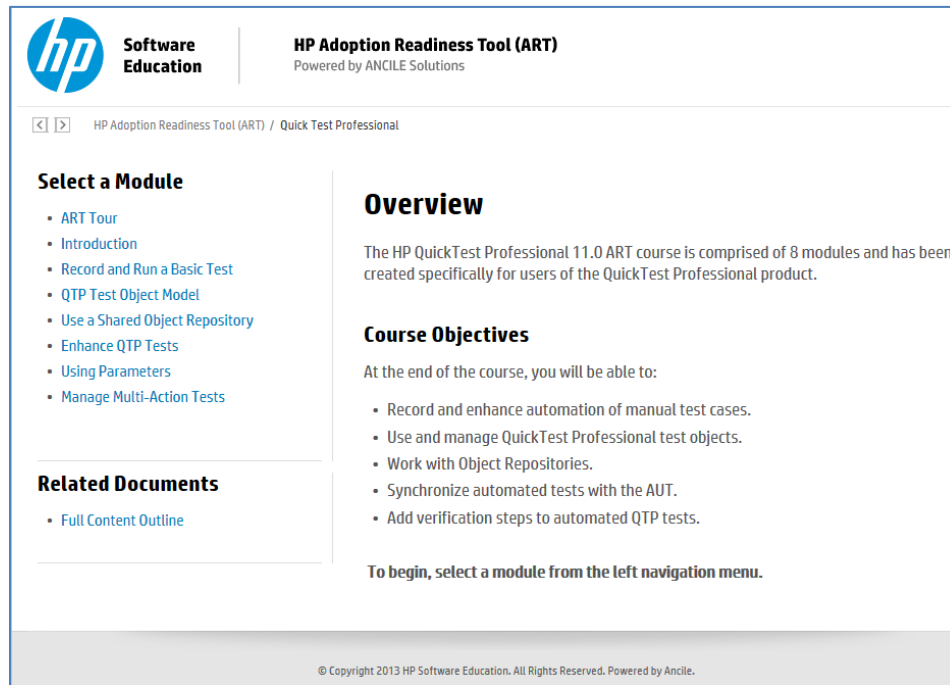 hp
Software
Education
HP Adoption Readiness Tool (ART)
Powered by ANCILE Solutions
HP Adoption Readiness Tool (ART) / Quick Test Professional
Select a Module
• ART Tour
• Introduction
• Record and Run a Basic Test
• QTP Test Object Model
• Use a Shared Object Repository
• Enhance QTP Tests
• Using Parameters
• Manage Multi-Action Tests
Related Documents
• Full Content Outline
Overview
The HP QuickTest Professional 11.0 ART course is comprised of 8 modules and has been
created specifically for users of the QuickTest Professional product.
Course Objectives
At the end of the course, you will be able to:
• Record and enhance automation of manual test cases.
• Use and manage QuickTest Professional test objects.
• Work with Object Repositories.
• Synchronize automated tests with the AUT.
• Add verification steps to automated QTP tests.
To begin, select a module from the left navigation menu.
© Copyright 2013 HP Software Education. All Rights Reserved. Powered by Ancile.